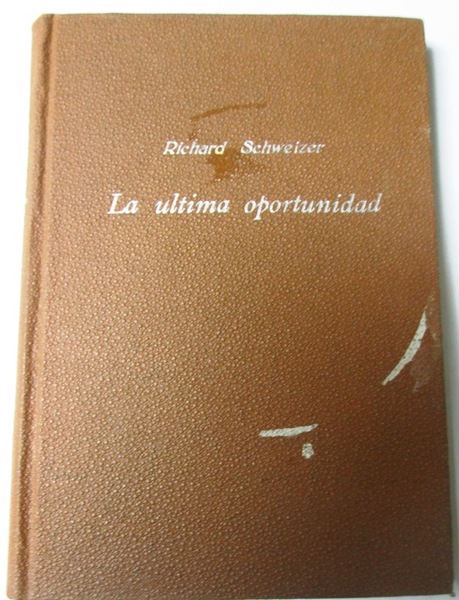 Richard Schweizer
La ultima oportunidad